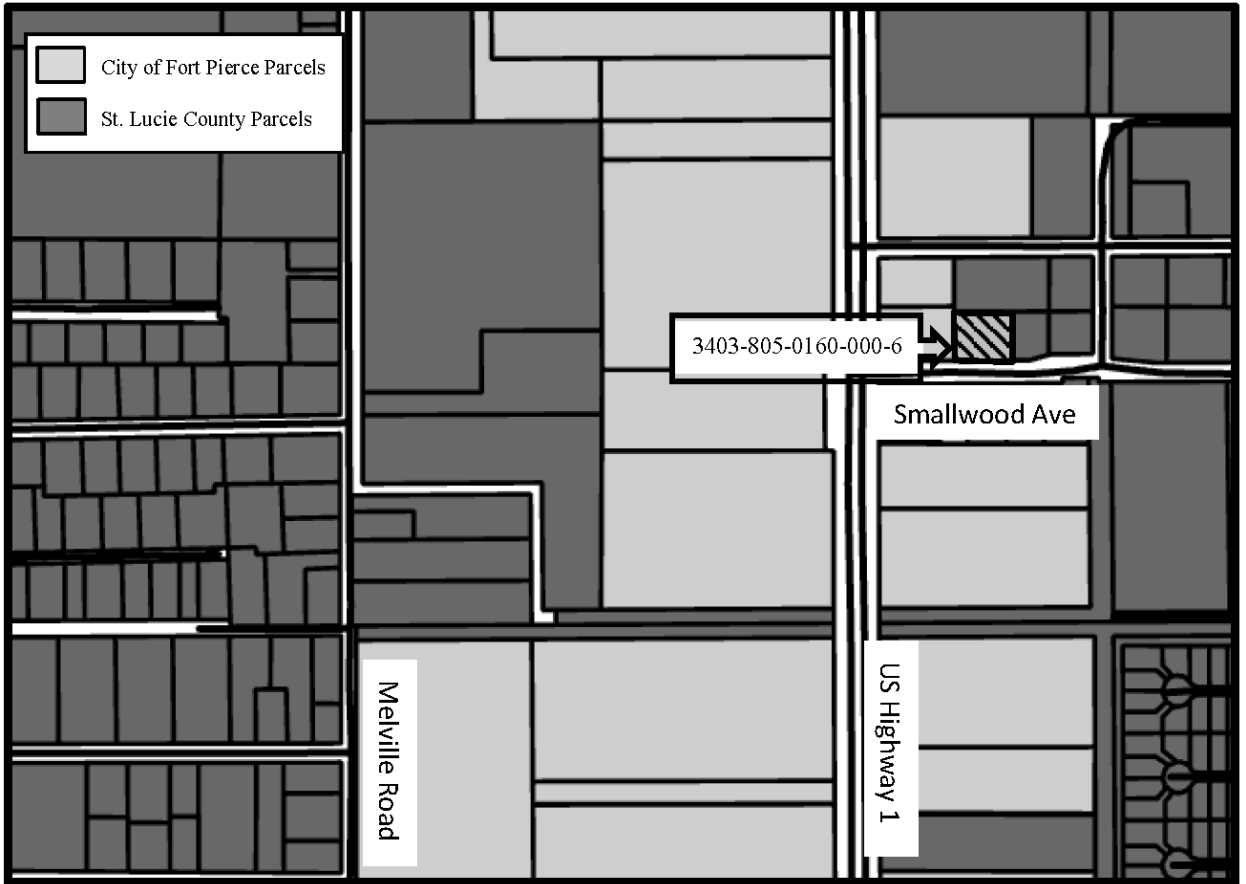 City of Fort Pierce Parcels
St. Lucie County Parcels
3403-805-0160-000-6
Smallwood Ave
Melville Road
US Highway 1